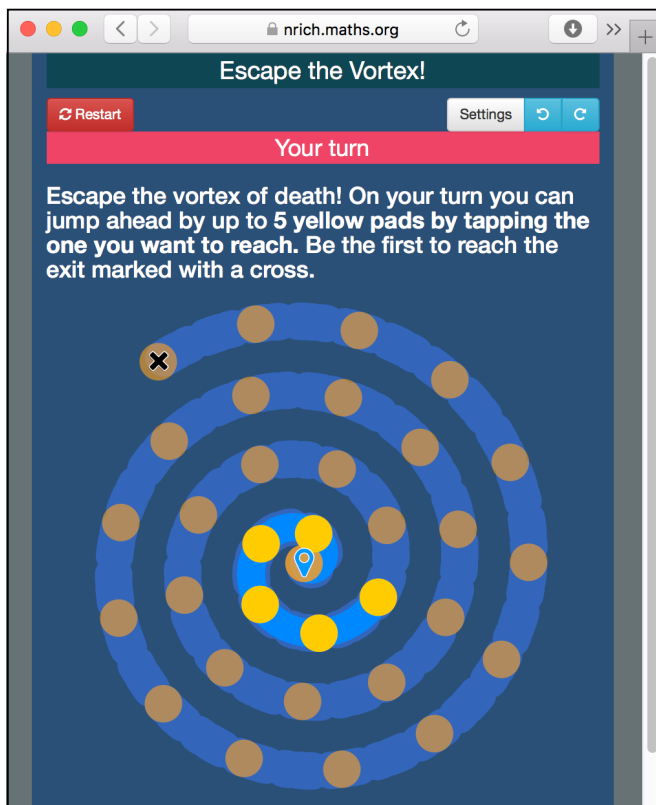 nrich.maths.org
Escape the Vortex!
Restart
Settings
Your turn
Escape the vortex of death! On your turn you can
jump ahead by up to 5 yellow pads by tapping the
one you want to reach. Be the first to reach the
exit marked with a cross.